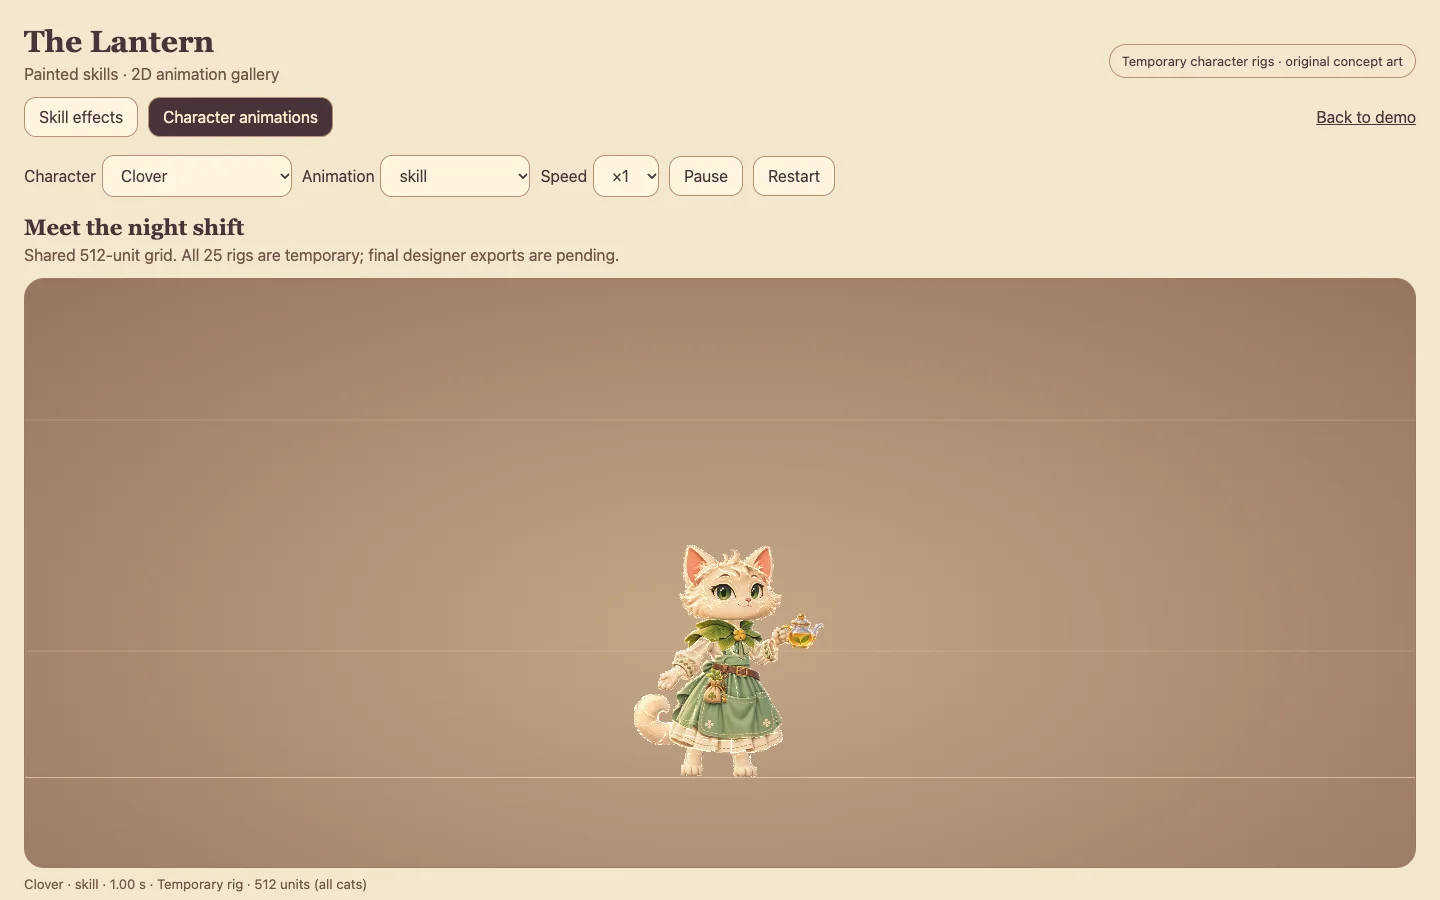 The Lantern
Painted skills · 2D animation gallery
Temporary character rigs · original concept art
Skill effects
Character animations
Back to demo
Character Clover Animation skill Speed ×1 Pause Restart
Meet the night shift
Shared 512-unit grid. All 25 rigs are temporary; final designer exports are pending.
Clover · skill · 1.00 s · Temporary rig · 512 units (all cats)